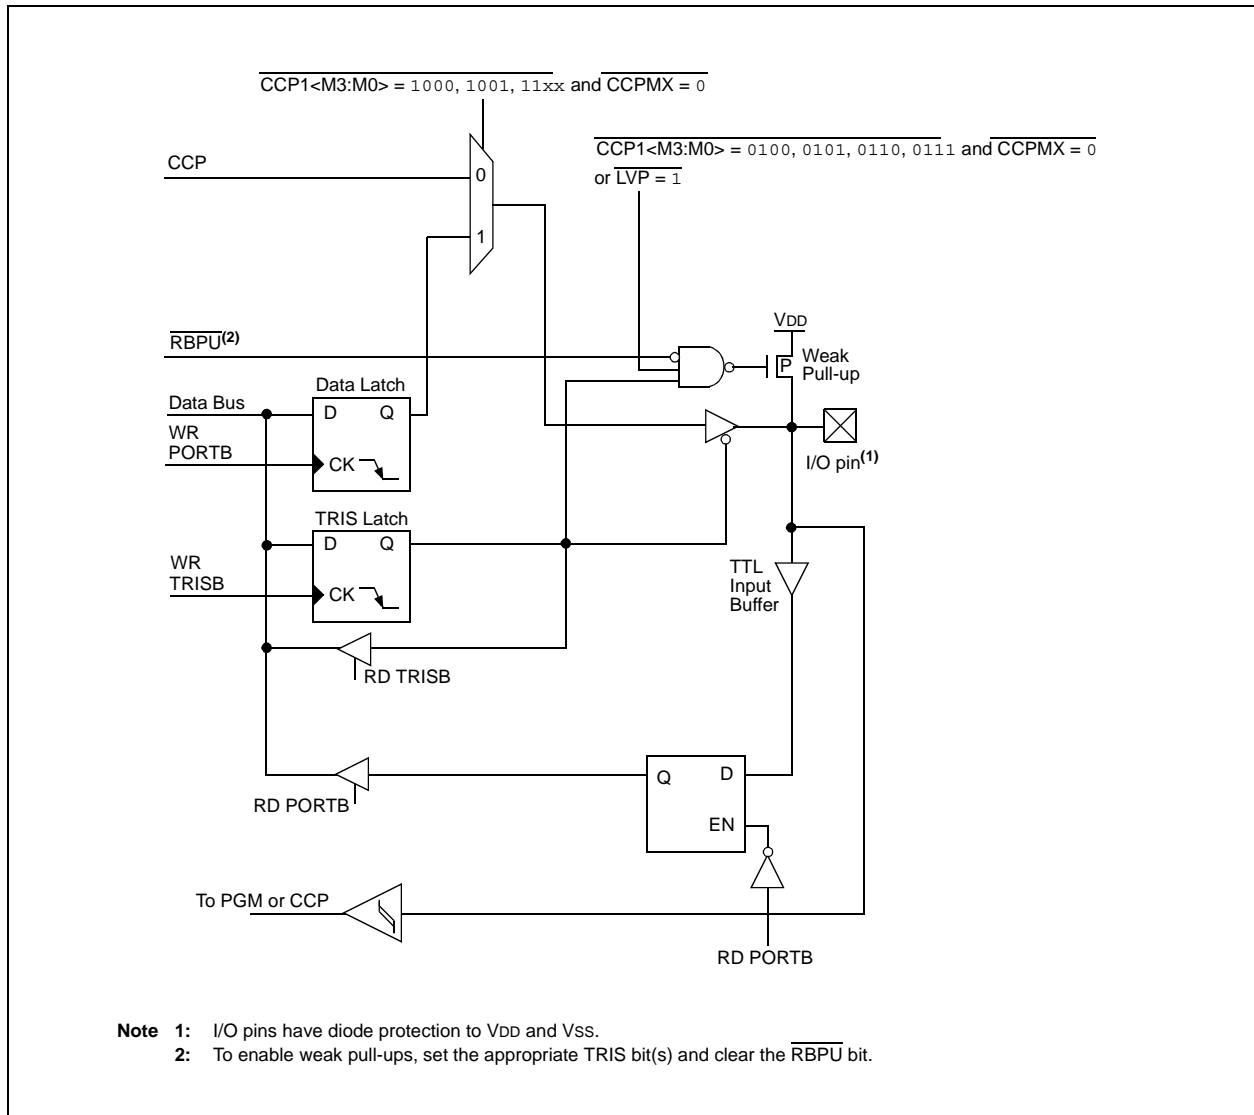 CCP1<M3:M0> = 1000, 1001, 11xx and CCPMX = 0
CCP1<M3:M0> = 0100, 0101, 0110, 0111 and CCPMX = 0
or LVP = 1
CCP
0
1
RBPU(2)
VDD
P
Weak
Pull-up
Data Latch
Data Bus
D Q
WR
PORTB
CK
I/O pin(1)
TRIS Latch
D Q
WR
TRISB
CK
TTL
Input
Buffer
RD TRISB
Q D
EN
RD PORTB
To PGM or CCP
RD PORTB
Note 1: I/O pins have diode protection to VDD and VSS.
2: To enable weak pull-ups, set the appropriate TRIS bit(s) and clear the RBPU bit.